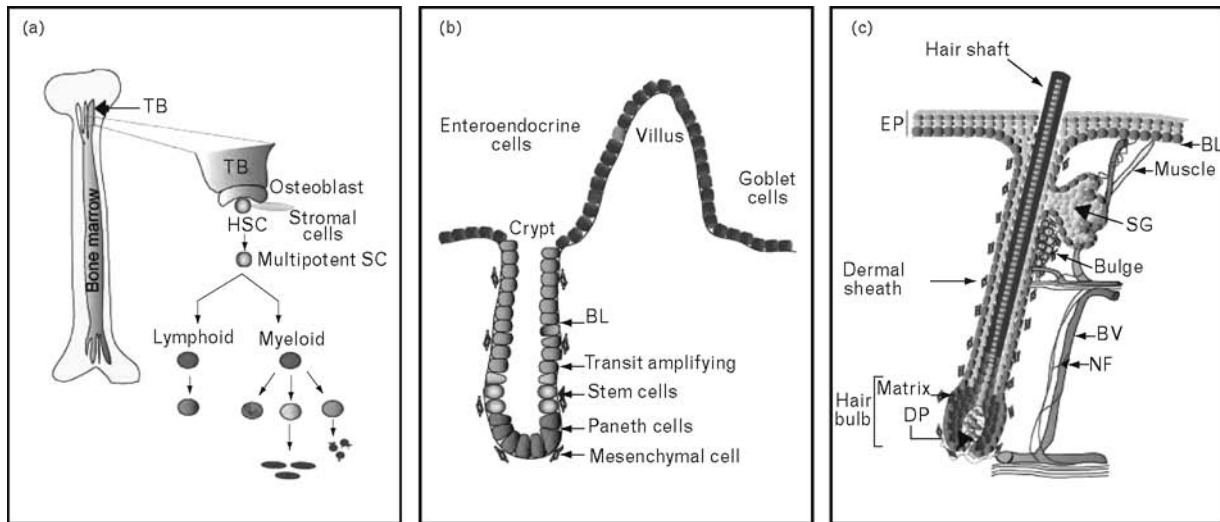 (a)
TB
Bone marrow
TB
Osteoblast
Stromal
cells
HSC
Multipotent SC
Lymphoid
Myeloid
(b)
Enteroendocrine
cells
Villus
Goblet
cells
Crypt
BL
Transit amplifying
Stem cells
Paneth cells
Mesenchymal cell
(c)
Hair shaft
EP
BL
Muscle
SG
Bulge
Dermal
sheath
BV
NF
Matrix
Hair
bulb
DP